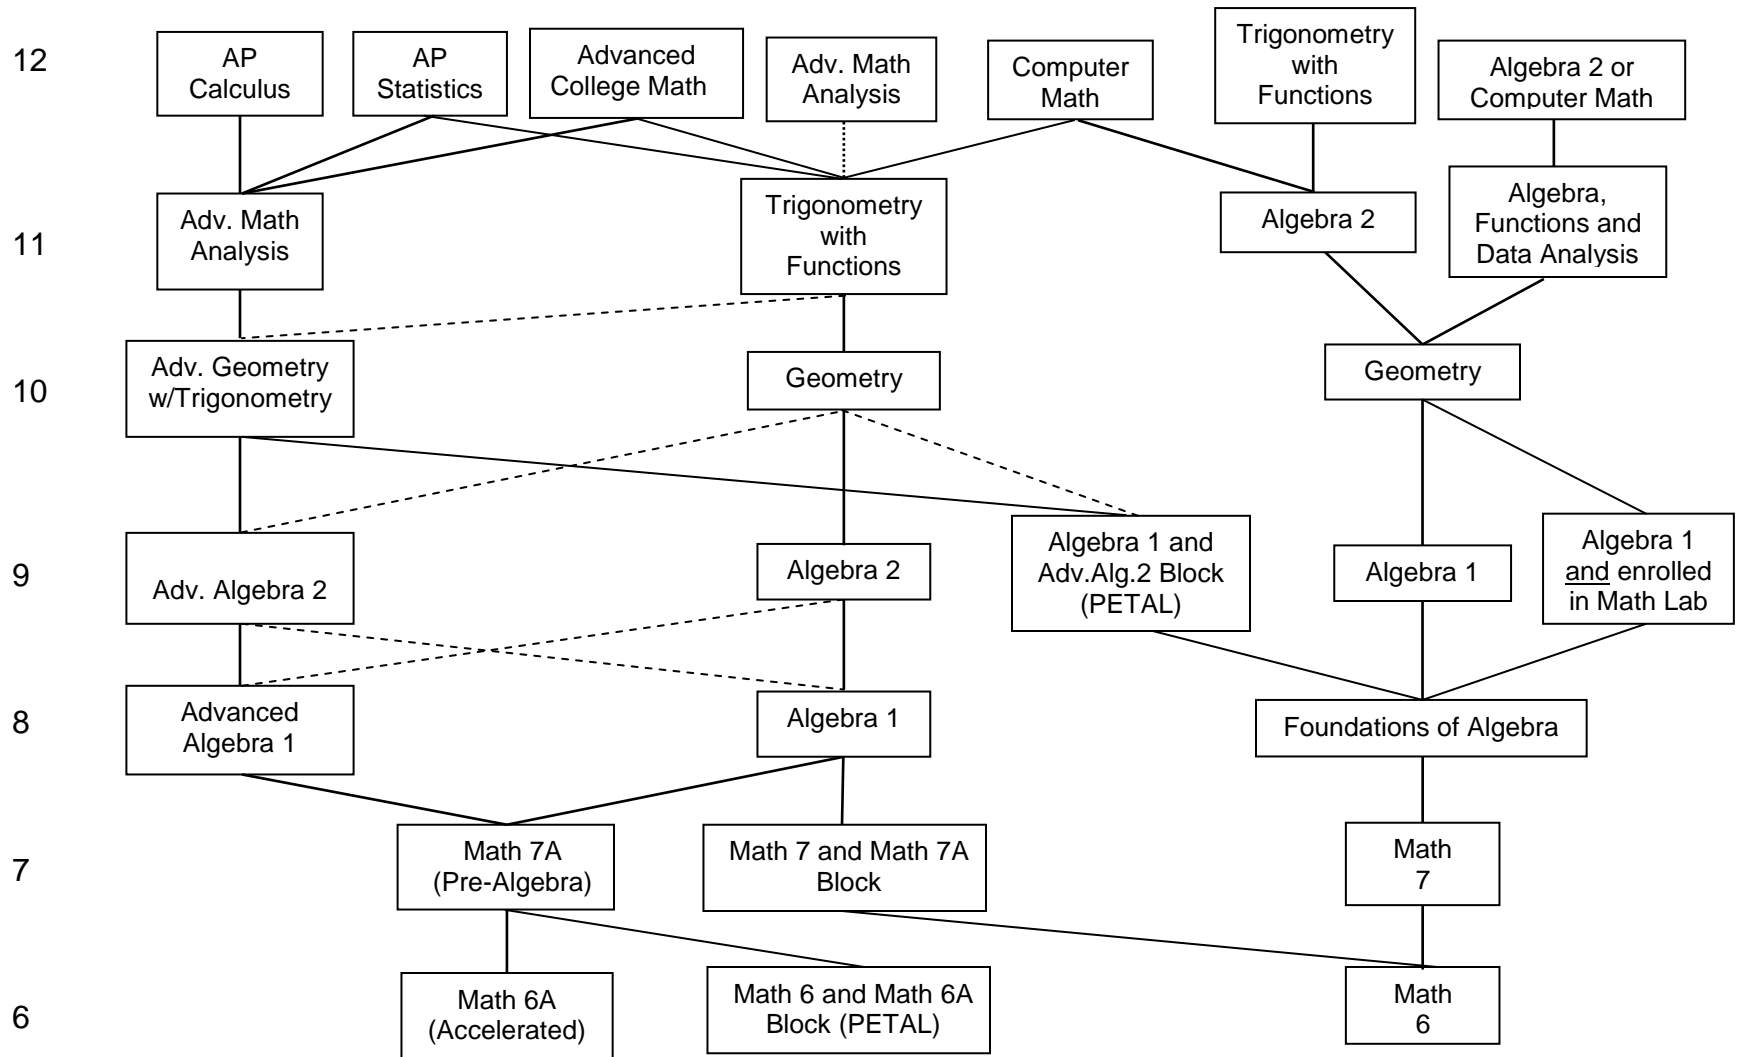 12
AP
Calculus
AP
Statistics
Advanced
College Math
Adv. Math
Analysis
Computer
Math
Trigonometry
with
Functions
Algebra 2 or
Computer Math
11
Adv. Math
Analysis
Trigonometry
with
Functions
Algebra 2
Algebra,
Functions and
Data Analysis
10
Adv. Geometry
w/Trigonometry
Geometry
Geometry
9
Adv. Algebra 2
Algebra 2
Algebra 1 and
Adv.Alg.2 Block
(PETAL)
Algebra 1
Algebra 1
and enrolled
in Math Lab
8
Advanced
Algebra 1
Algebra 1
Foundations of Algebra
7
Math 7A
(Pre-Algebra)
Math 7 and Math 7A
Block
Math
7
6
Math 6A
(Accelerated)
Math 6 and Math 6A
Block (PETAL)
Math
6